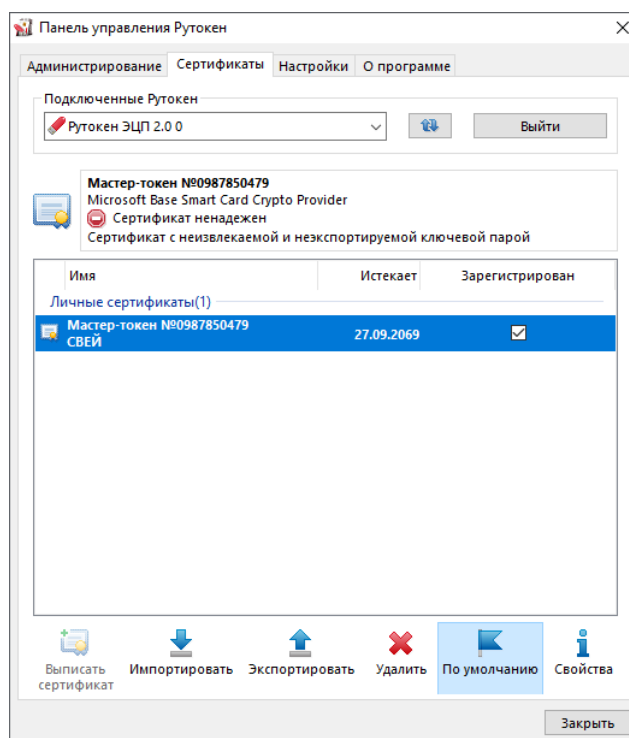 Панель управления Рутокен
Администрирование Сертификаты Настройки О программе
Подключенные Рутокен
Рутокен ЭЦП 2.0 0
Выйти
Мастер-токен №0987850479
Microsoft Base Smart Card Crypto Provider
Сертификат ненадежен
Сертификат с неизвлекаемой и неэкспортируемой ключевой парой
Имя Истекает Зарегистрирован
Личные сертификаты(1)
Мастер-токен №0987850479
СВЕЙ
27.09.2069
Выписать
сертификат
Импортировать
Экспортировать
Удалить
По умолчанию
Свойства
Закрыть